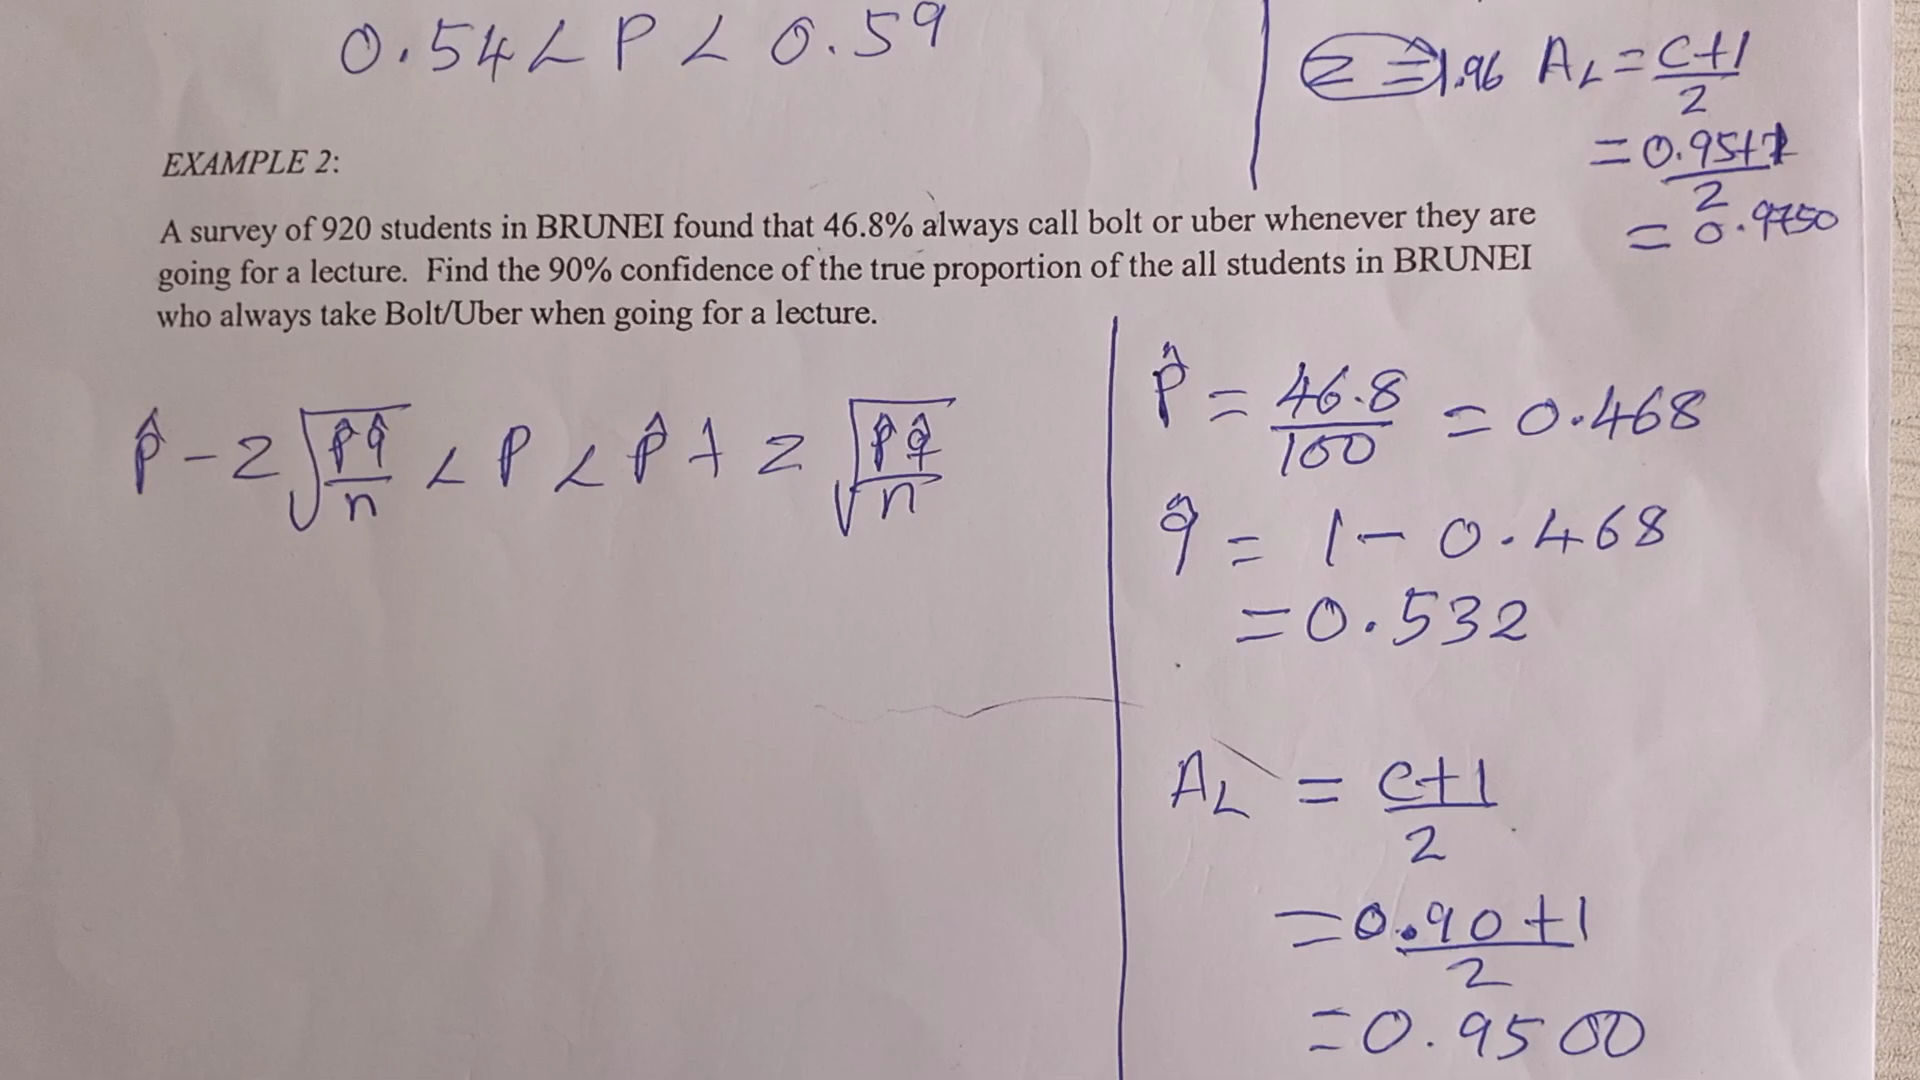 0.54 < P < 0.59
Z = 1.96 A_L = C+1
2
= 0.95+1
2
= 0.9750
EXAMPLE 2:
A survey of 920 students in BRUNEI found that 46.8% always call bolt or uber whenever they are
going for a lecture. Find the 90% confidence of the true proportion of the all students in BRUNEI
who always take Bolt/Uber when going for a lecture.
p̂ - z √p̂q̂/n < P < p̂ + z √p̂q̂/n
p̂ = 46.8/100 = 0.468
q̂ = 1 - 0.468
= 0.532
A_L = C+1
2
= 0.90+1
2
= 0.9500